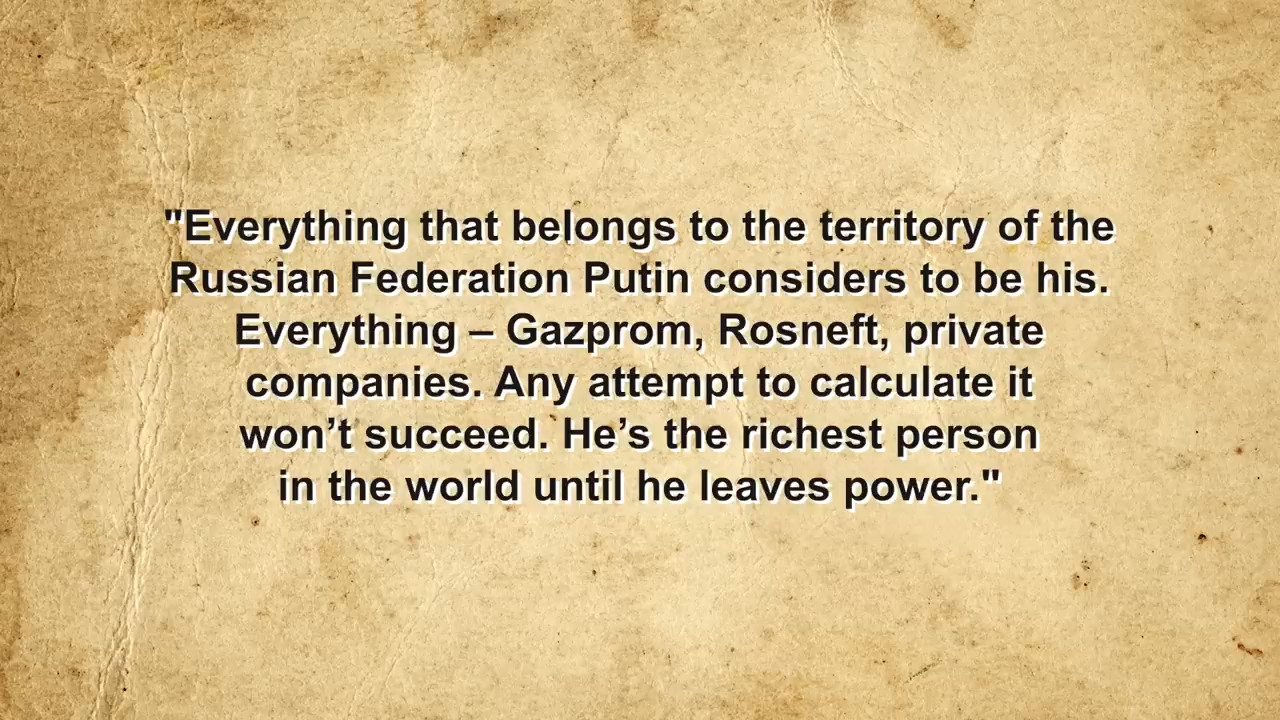 "Everything that belongs to the territory of the
Russian Federation Putin considers to be his.
Everything – Gazprom, Rosneft, private
companies. Any attempt to calculate it
won’t succeed. He’s the richest person
in the world until he leaves power."